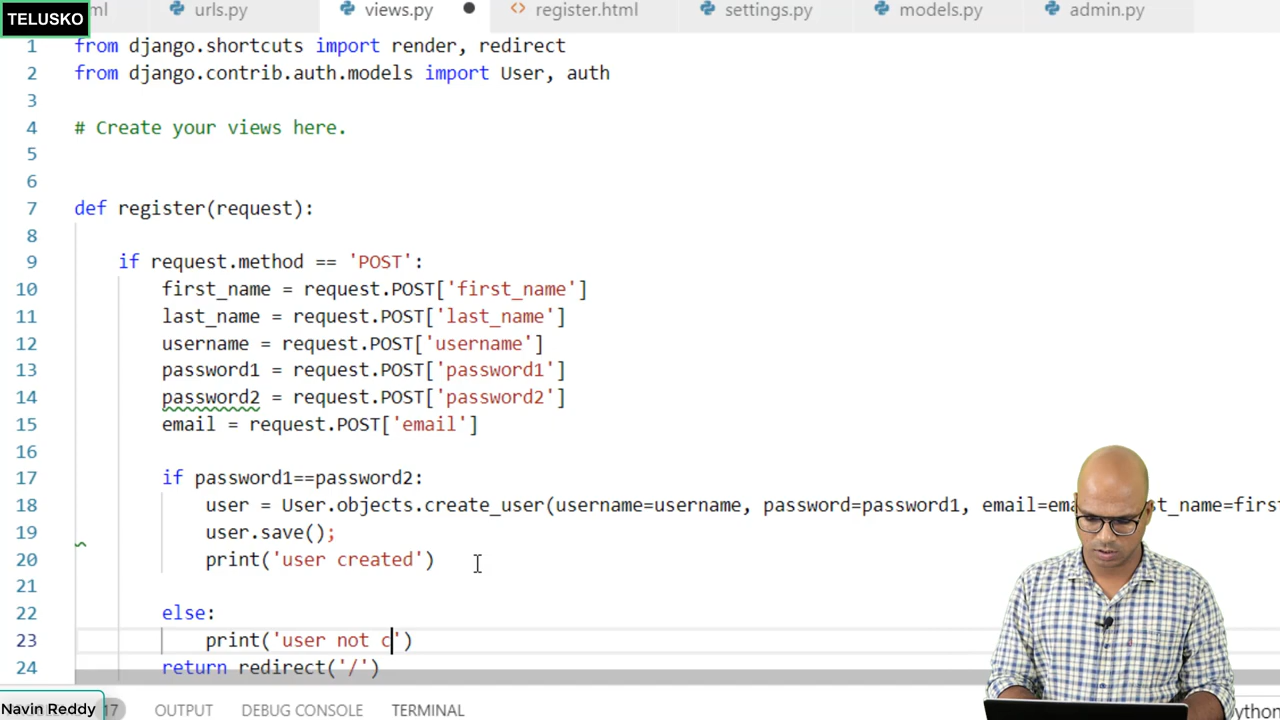 TELUSKO
ml urls.py views.py register.html settings.py models.py admin.py
1 from django.shortcuts import render, redirect
2 from django.contrib.auth.models import User, auth
3
4 # Create your views here.
5
6
7 def register(request):
8
9 if request.method == 'POST':
10 first_name = request.POST['first_name']
11 last_name = request.POST['last_name']
12 username = request.POST['username']
13 password1 = request.POST['password1']
14 password2 = request.POST['password2']
15 email = request.POST['email']
16
17 if password1==password2:
18 user = User.objects.create_user(username=username, password=password1, email=em st_name=firs
19 user.save();
20 print('user created')
21
22 else:
23 print('user not c')
24 return redirect('/')
Navin Reddy 17 OUTPUT DEBUG CONSOLE TERMINAL ython